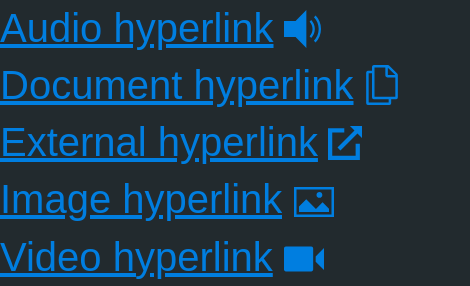 Audio hyperlink
Document hyperlink
External hyperlink
Image hyperlink
Video hyperlink